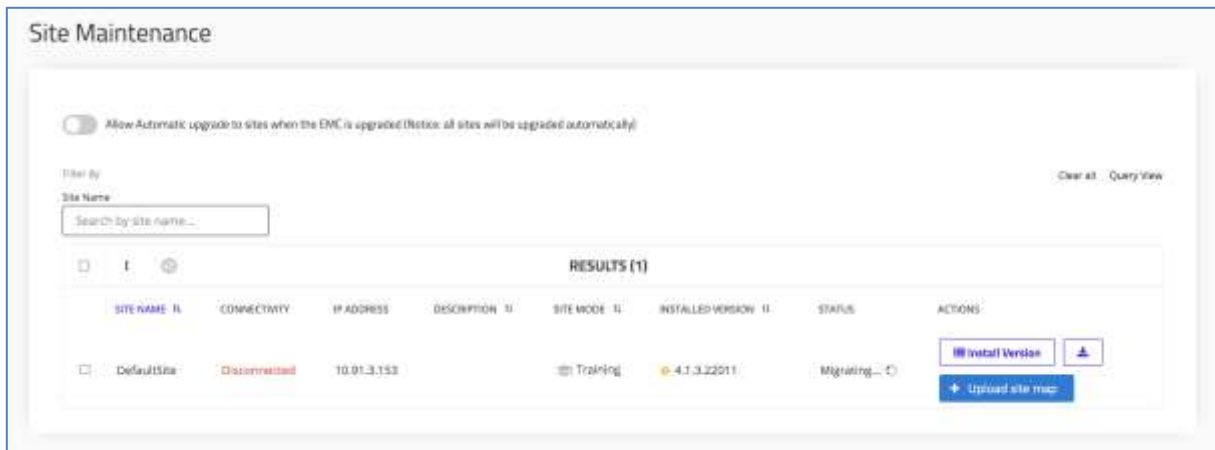 Site Maintenance
Allow Automatic upgrade to sites when the EMC is upgraded (Notice: all sites will be upgraded automatically)
Filter By
Clear all Query View
Site Name
Search by site name...
RESULTS (1)
SITE NAME CONNECTIVITY IP ADDRESS DESCRIPTION SITE MODE INSTALLED VERSION STATUS ACTIONS
Install Version
DefaultSite Disconnected 10.01.3.153 Training 4.1.3.22011 Migrating...
+ Upload site map